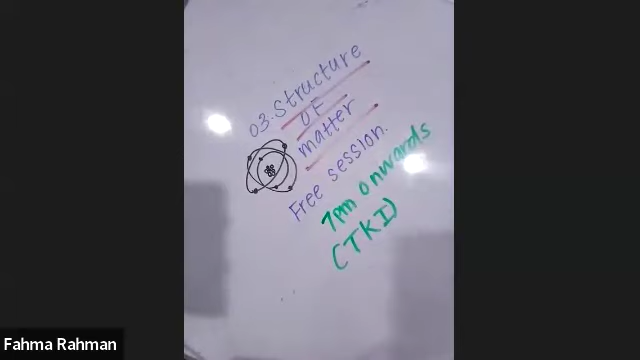 03. Structure
OF
matter
Free session.
7pm onwards
(TKI)
Fahma Rahman